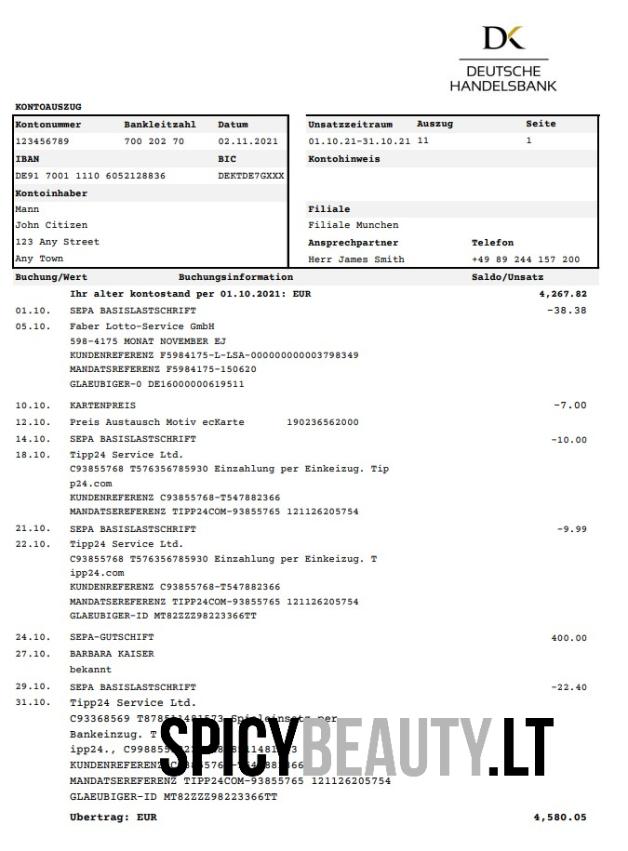 DK
DEUTSCHE
HANDELSBANK
KONTOAUSZUG
Kontonummer Bankleitzahl Datum
123456789 700 202 70 02.11.2021
IBAN BIC
DE91 7001 1110 6052128836 DEKTDE7GXXX
Kontoinhaber
Mann
John Citizen
123 Any Street
Any Town
Unsatzzeitraum Auszug Seite
01.10.21-31.10.21 11 1
Kontohinweis
Filiale
Filiale Munchen
Ansprechpartner Telefon
Herr James Smith +49 89 244 157 200
Buchung/Wert Buchungsinformation Saldo/Unsatz
Ihr alter kontostand per 01.10.2021: EUR 4,267.82
01.10. SEPA BASISLASTSCHRIFT -38.38
05.10. Faber Lotto-Service GmbH
598-4175 MONAT NOVEMBER EJ
KUNDENREFERENZ F5984175-L-LSA-000000000003798349
MANDATSREFERENZ F5984175-150620
GLAEUBIGER-0 DE16000000619511
10.10. KARTENPREIS -7.00
12.10. Preis Austausch Motiv ecKarte 190236562000
14.10. SEPA BASISLASTSCHRIFT -10.00
18.10. Tipp24 Service Ltd.
C93855768 T576356785930 Einzahlung per Einkeizug. Tip
p24.com
KUNDENREFERENZ C93855768-T547882366
MANDATSEREFERENZ TIPP24COM-93855765 121126205754
21.10. SEPA BASISLASTSCHRIFT -9.99
22.10. Tipp24 Service Ltd.
C93855768 T576356785930 Einzahlung per Einkeizug. T
ipp24.com
KUNDENREFERENZ C93855768-T547882366
MANDATSEREFERENZ TIPP24COM-93855765 121126205754
GLAEUBIGER-ID MT82ZZZ98223366TT
24.10. SEPA-GUTSCHIFT 400.00
27.10. BARBARA KAISER
bekannt
29.10. SEPA BASISLASTSCHRIFT -22.40
31.10. Tipp24 Service Ltd.
C93368569 Spieleinsatz per
Bankeinzug. T
ipp24.,
SPICYBEAUTY.LT
MANDATSEREFERENZ TIPP24COM-93855765 121126205754
GLAEUBIGER-ID MT82ZZZ98223366TT
Ubertrag: EUR 4,580.05